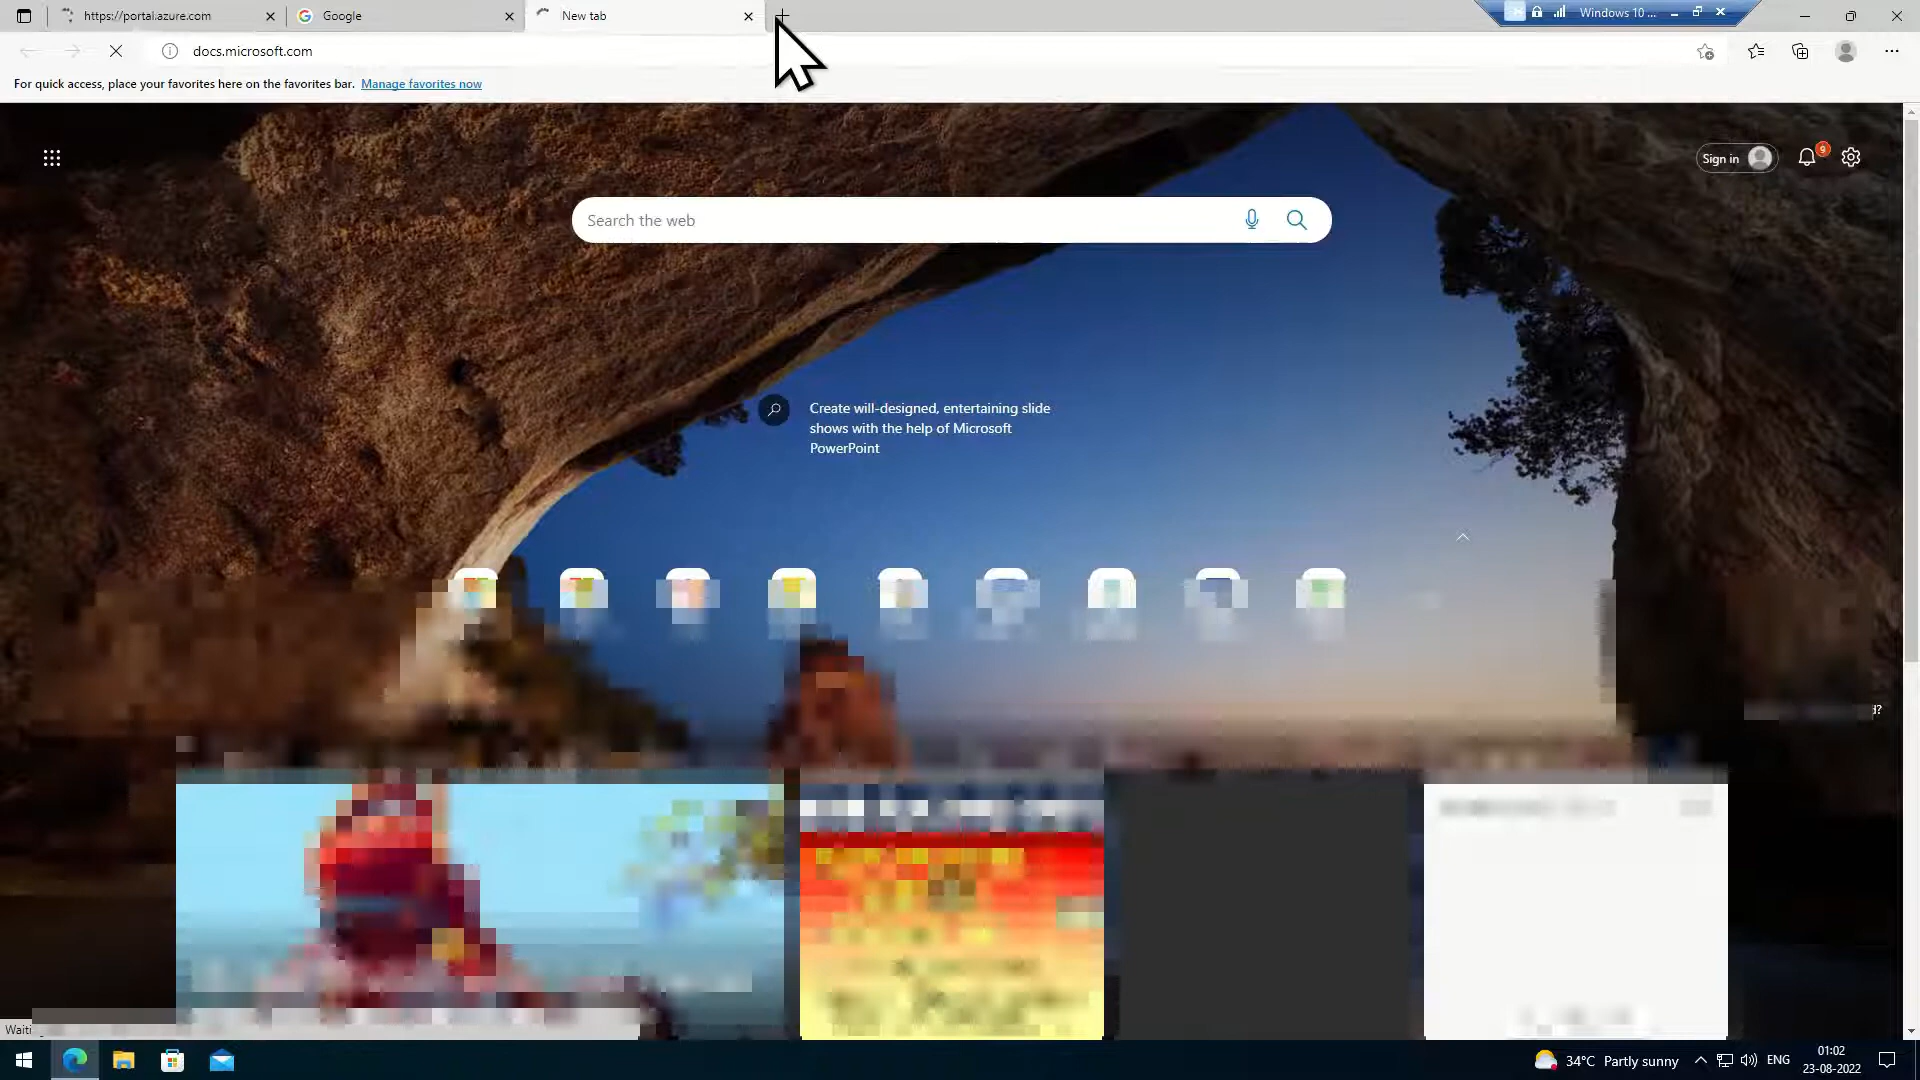 https://portal.azure.com
Google
New tab
Windows 10 ...
docs.microsoft.com
For quick access, place your favorites here on the favorites bar. Manage favorites now
Sign in
9
Search the web
Create will-designed, entertaining slide
shows with the help of Microsoft
PowerPoint
34°C Partly sunny
ENG
01:02
23-08-2022